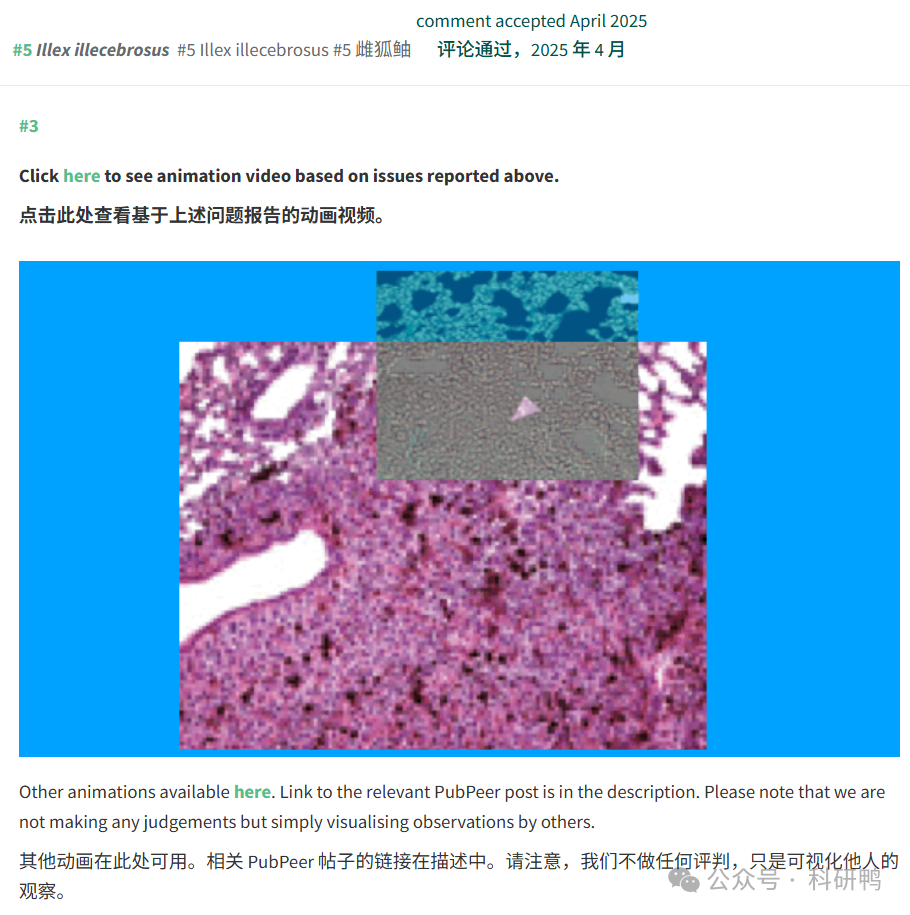 comment accepted April 2025
#5 Illex illecebrosus #5 Illex illecebrosus #5 雌狐鲉 评论通过，2025 年 4 月
#3
Click here to see animation video based on issues reported above.
点击此处查看基于上述问题报告的动画视频。
Other animations available here. Link to the relevant PubPeer post is in the description. Please note that we are
not making any judgements but simply visualising observations by others.
其他动画在此处可用。相关 PubPeer 帖子的链接在描述中。请注意，我们不做任何评判，只是可视化他人的
观察。
公众号 · 科研鸭